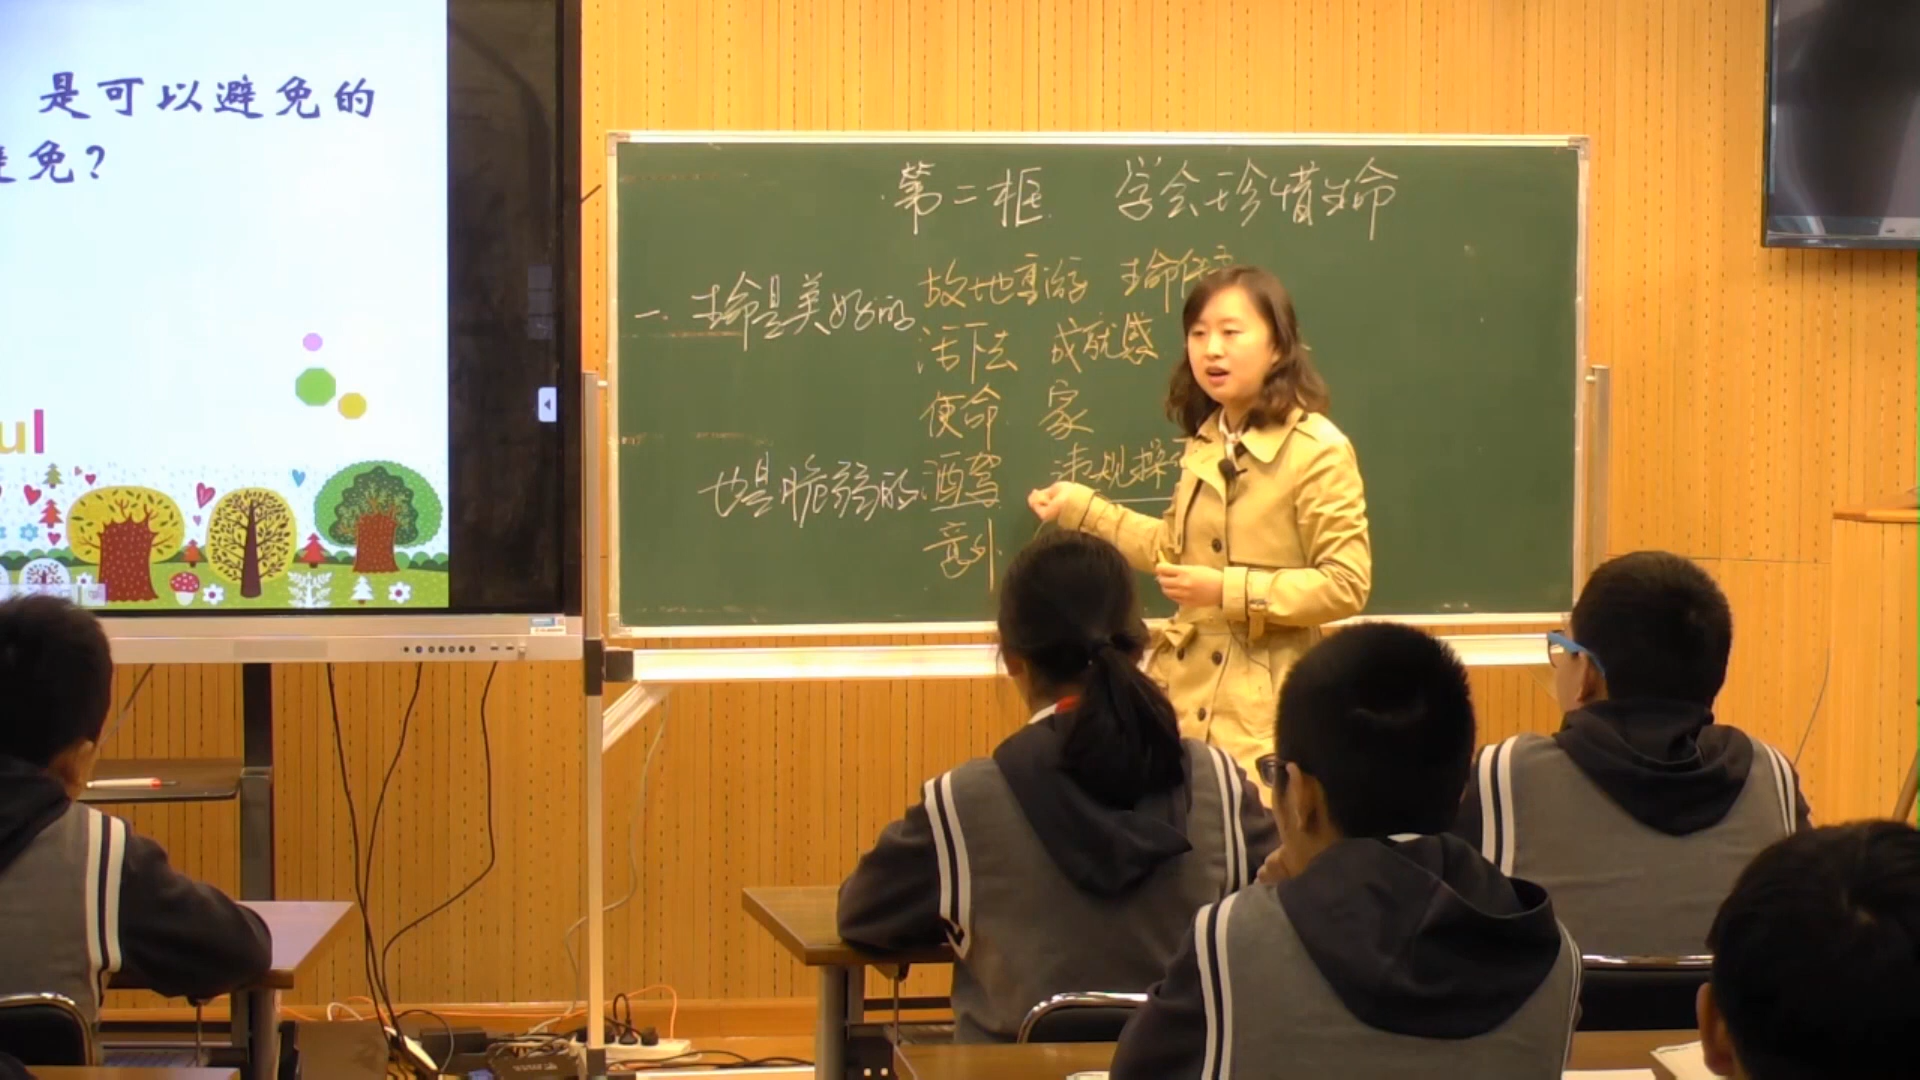 是可以避免的
避免?
ul
第二框 学会珍惜生命
一. 生命是美好的
故地重游 生命
活下去 成就感
使命 家
也是脆弱的
酒驾 违规操
意外